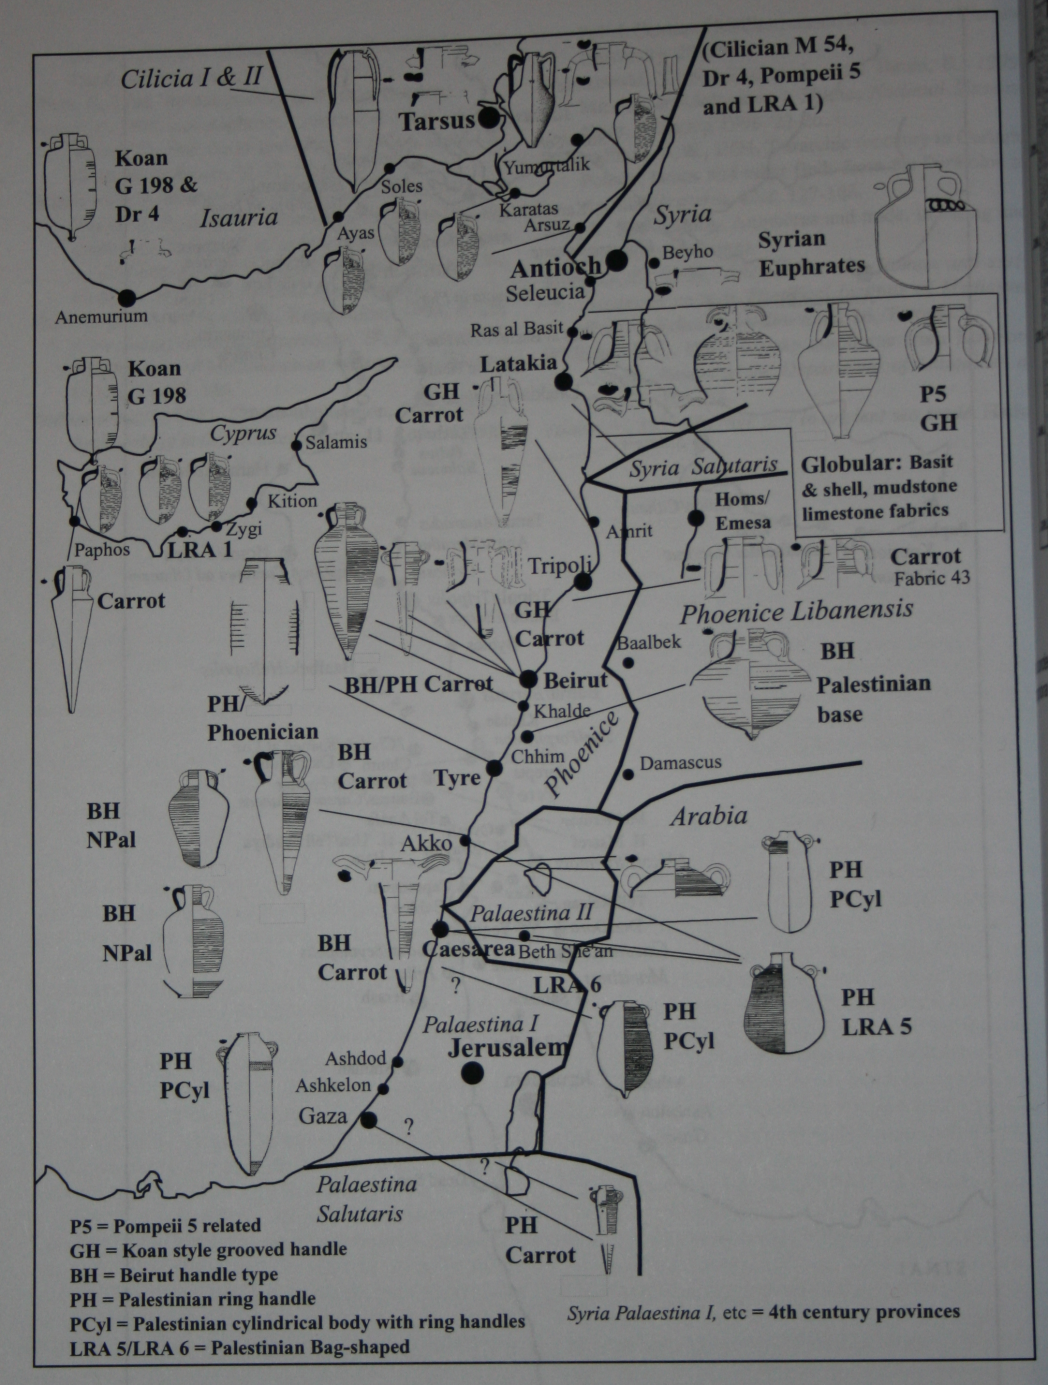 Cilicia I & II
(Cilician M 54,
Dr 4, Pompeii 5
and LRA 1)
Tarsus
Koan
G 198 &
Dr 4
Isauria
Yumurtalik
Soles
Karatas
Arsuz
Ayas
Syria
Syrian
Euphrates
Antioch
Beyho
Seleucia
Anemurium
Ras al Basit
Latakia
Koan
G 198
GH
Carrot
P5
GH
Cyprus
Salamis
Syria Salutaris
Globular: Basit
& shell, mudstone
limestone fabrics
Kition
Homs/
Emesa
Zygi
Paphos
LRA 1
Amrit
Tripoli
Carrot
Fabric 43
Carrot
GH
Carrot
Phoenice Libanensis
Baalbek
BH
Palestinian
base
BH/PH Carrot
Beirut
PH/
Phoenician
Khalde
Chhim
Phoenice
BH
Carrot
Tyre
Damascus
BH
NPal
Arabia
Akko
PH
PCyl
BH
NPal
Palaestina II
BH
Carrot
Caesarea
Beth She'an
?
LRA 6
PH
LRA 5
PH
PCyl
Palaestina I
Jerusalem
PH
PCyl
Ashdod
Ashkelon
Gaza
?
?
Palaestina
Salutaris
PH
Carrot
P5 = Pompeii 5 related
GH = Koan style grooved handle
BH = Beirut handle type
PH = Palestinian ring handle
PCyl = Palestinian cylindrical body with ring handles
LRA 5/LRA 6 = Palestinian Bag-shaped
Syria Palaestina I, etc = 4th century provinces